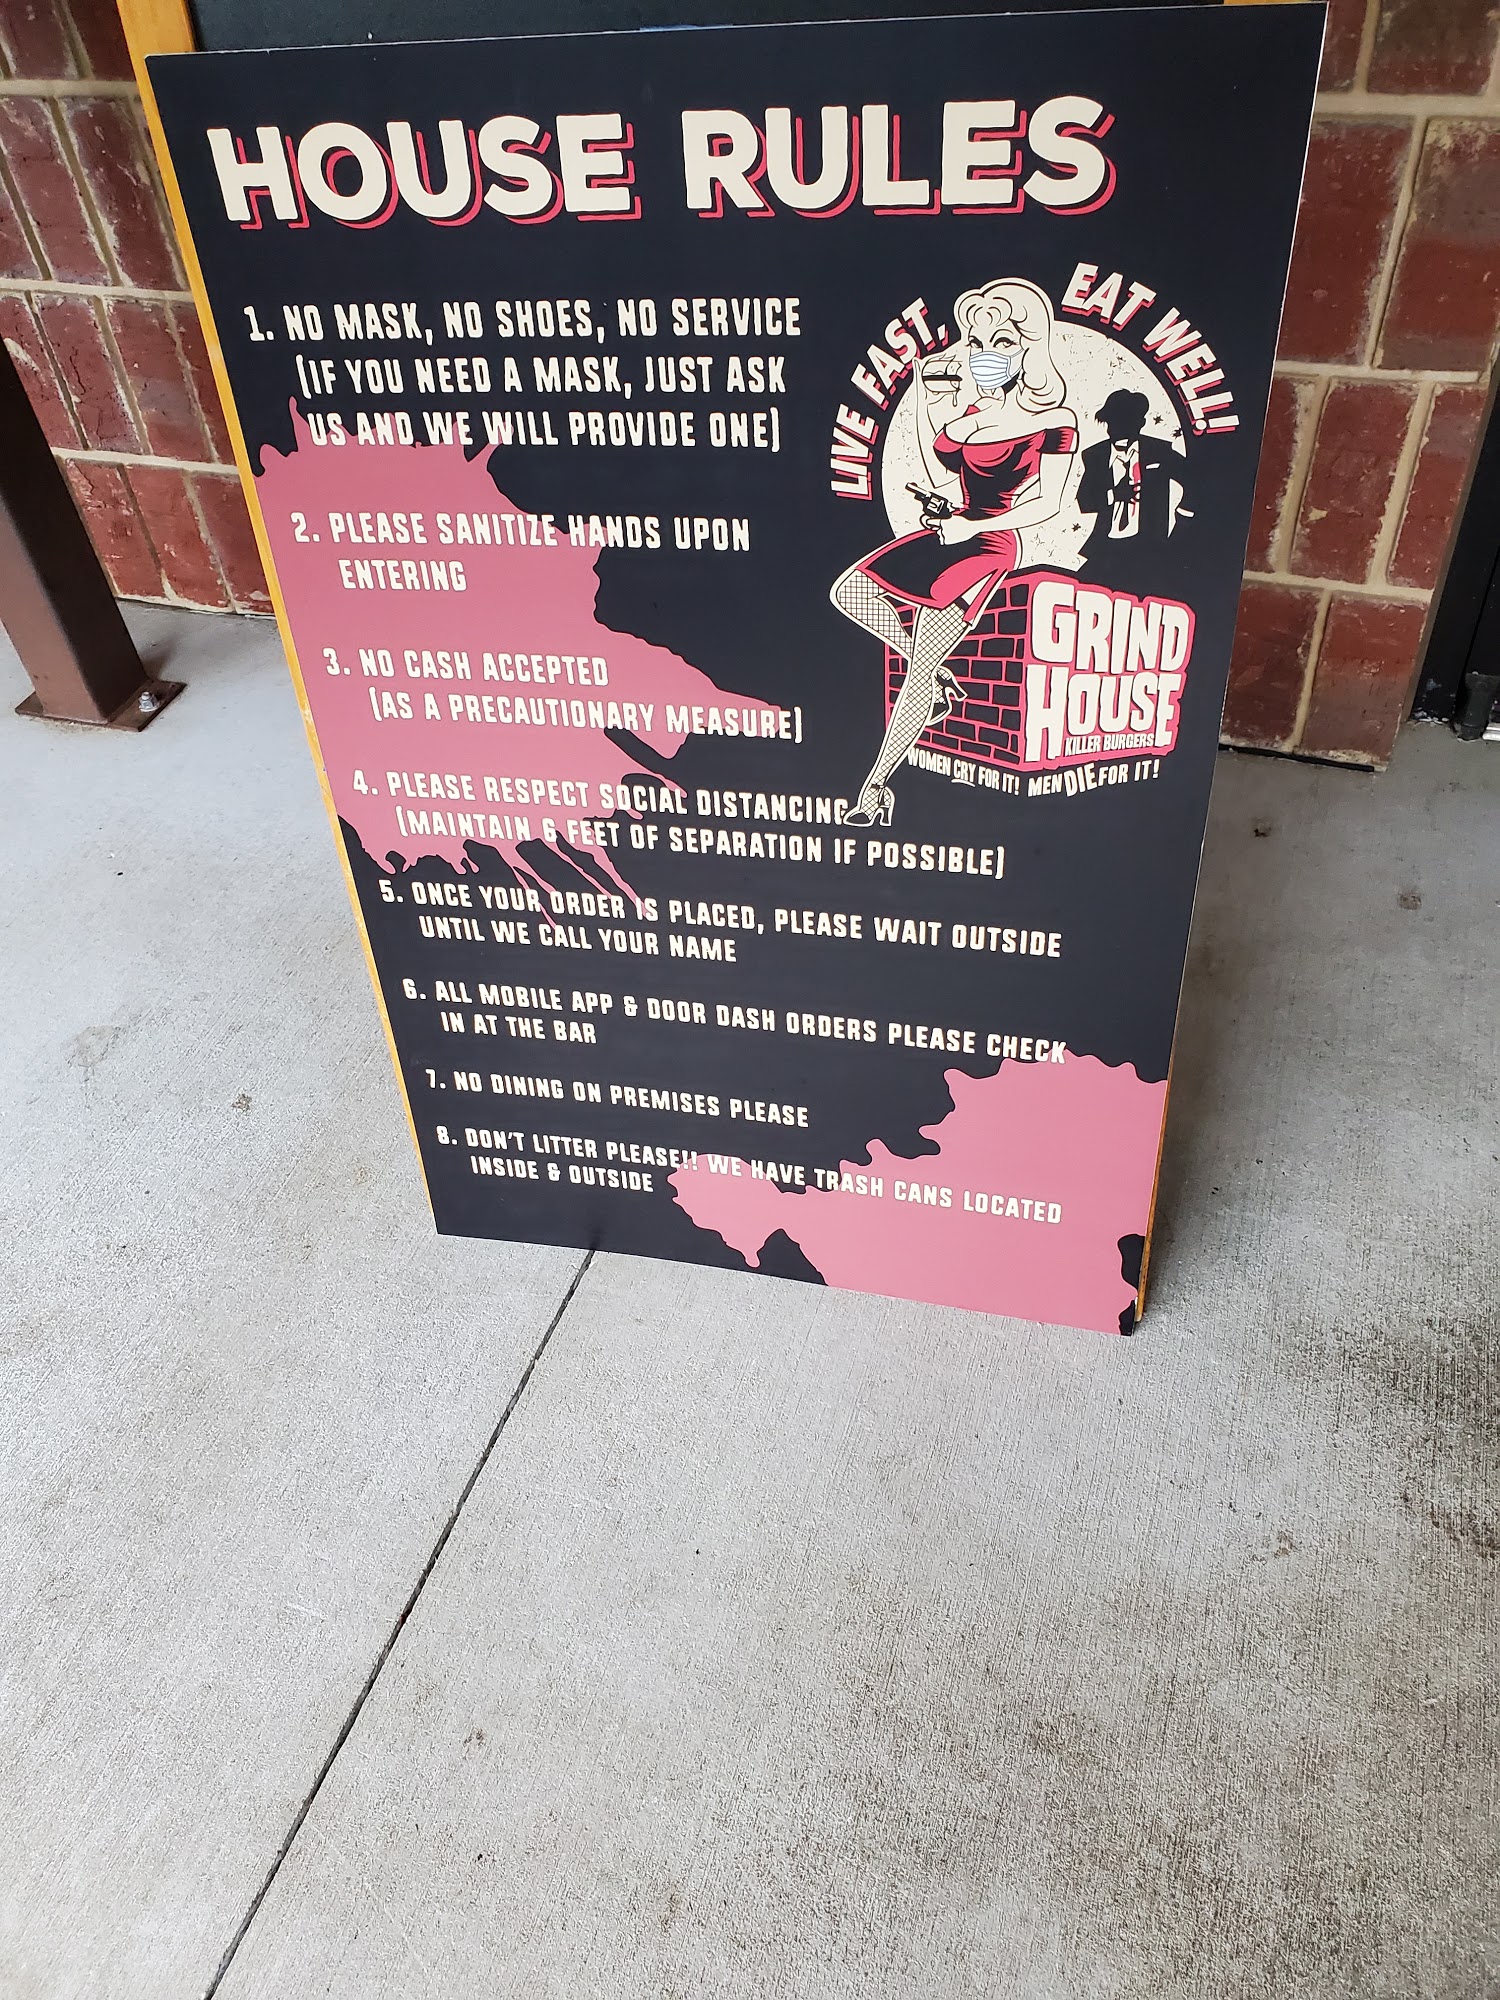 HOUSE RULES
1. NO MASK, NO SHOES, NO SERVICE
(IF YOU NEED A MASK, JUST ASK
US AND WE WILL PROVIDE ONE)
2. PLEASE SANITIZE HANDS UPON
ENTERING
3. NO CASH ACCEPTED
(AS A PRECAUTIONARY MEASURE)
4. PLEASE RESPECT SOCIAL DISTANCING
(MAINTAIN 6 FEET OF SEPARATION IF POSSIBLE)
5. ONCE YOUR ORDER IS PLACED, PLEASE WAIT OUTSIDE
UNTIL WE CALL YOUR NAME
6. ALL MOBILE APP & DOOR DASH ORDERS PLEASE CHECK
IN AT THE BAR
7. NO DINING ON PREMISES PLEASE
8. DON'T LITTER PLEASE!! WE HAVE TRASH CANS LOCATED
INSIDE & OUTSIDE
LIVE FAST, EAT WELL!
GRIND
HOUSE
KILLER BURGERS
WOMEN CRY FOR IT! MEN DIE FOR IT!